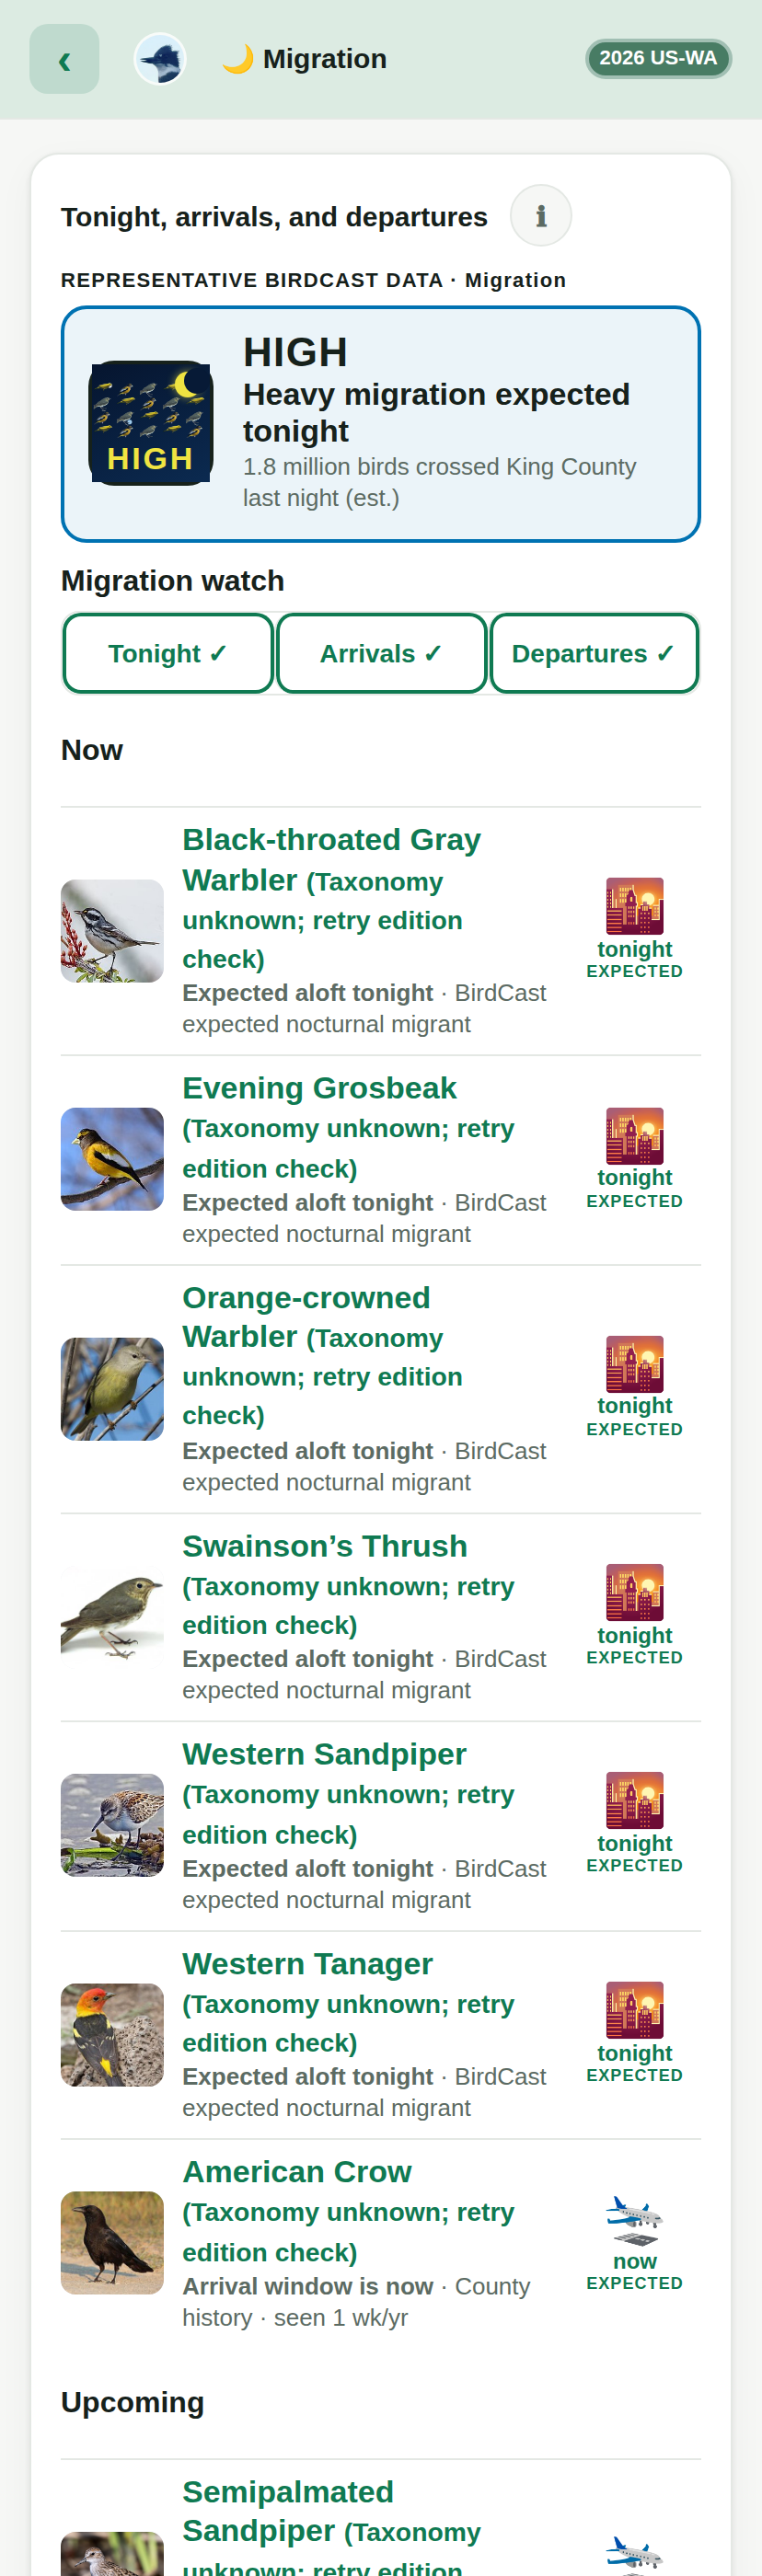 ‹
🌙 Migration
2026 US-WA
Tonight, arrivals, and departures
ℹ
REPRESENTATIVE BIRDCAST DATA · Migration
HIGH
HIGH
Heavy migration expected
tonight
1.8 million birds crossed King County
last night (est.)
Migration watch
Tonight ✓
Arrivals ✓
Departures ✓
Now
Black-throated Gray
Warbler (Taxonomy
unknown; retry edition
check)
Expected aloft tonight · BirdCast
expected nocturnal migrant
tonight
EXPECTED
Evening Grosbeak
(Taxonomy unknown; retry
edition check)
Expected aloft tonight · BirdCast
expected nocturnal migrant
tonight
EXPECTED
Orange-crowned
Warbler (Taxonomy
unknown; retry edition
check)
Expected aloft tonight · BirdCast
expected nocturnal migrant
tonight
EXPECTED
Swainson’s Thrush
(Taxonomy unknown; retry
edition check)
Expected aloft tonight · BirdCast
expected nocturnal migrant
tonight
EXPECTED
Western Sandpiper
(Taxonomy unknown; retry
edition check)
Expected aloft tonight · BirdCast
expected nocturnal migrant
tonight
EXPECTED
Western Tanager
(Taxonomy unknown; retry
edition check)
Expected aloft tonight · BirdCast
expected nocturnal migrant
tonight
EXPECTED
American Crow
(Taxonomy unknown; retry
edition check)
Arrival window is now · County
history · seen 1 wk/yr
now
EXPECTED
Upcoming
Semipalmated
Sandpiper (Taxonomy
unknown; retry edition